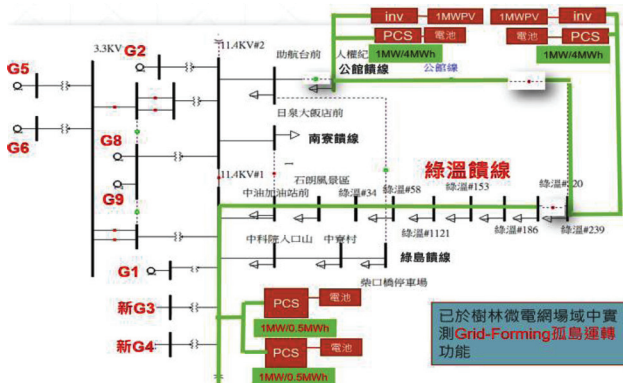 inv
1MWPV
PCS
電池
1MW/4MWh
1MWPV
inv
電池
PCS
1MW/4MWh
11.4KV#2
助航台前
人權紀
公館饋線
公館線
3.3KV
G2
G5
G6
G8
G9
G1
新G3
新G4
日泉大飯店前
南寮饋線
11.4KV#1
石朗風景區
中油加油站前
綠溫#34
綠溫#58
綠溫饋線
綠溫#153
綠溫#220
綠溫#1121
綠溫#186
綠溫#239
中科院人口山
中寮村
綠島饋線
柴口橋停車場
PCS
電池
1MW/0.5MWh
PCS
電池
1MW/0.5MWh
已於樹林微電網場域中實
測Grid-Forming孤島運轉
功能